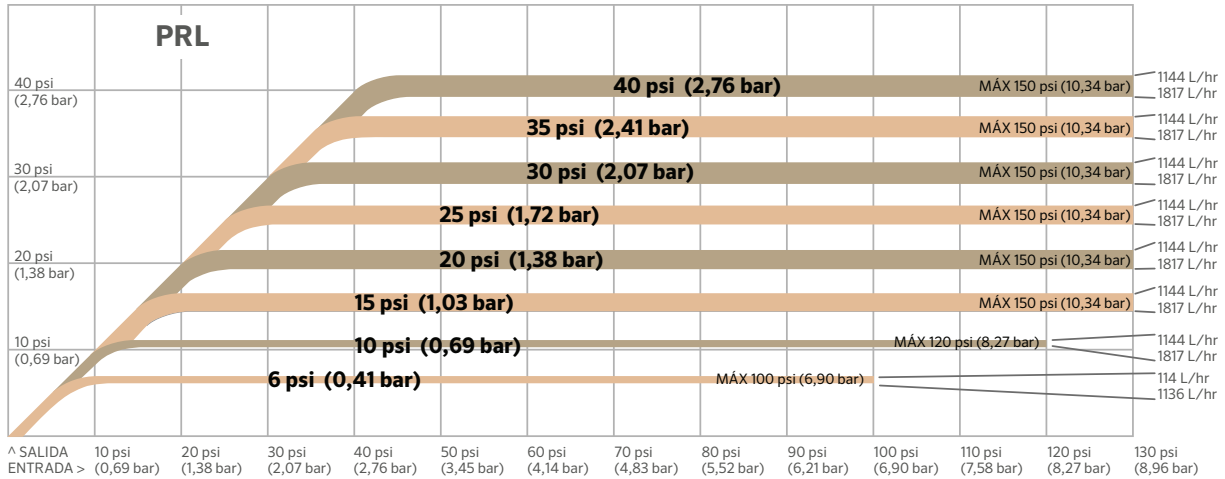 PRL
40 psi
(2,76 bar)
40 psi (2,76 bar)
MÁX 150 psi (10,34 bar)
1144 L/hr
1817 L/hr
35 psi (2,41 bar)
MÁX 150 psi (10,34 bar)
1144 L/hr
1817 L/hr
30 psi
(2,07 bar)
30 psi (2,07 bar)
MÁX 150 psi (10,34 bar)
1144 L/hr
1817 L/hr
25 psi (1,72 bar)
MÁX 150 psi (10,34 bar)
1144 L/hr
1817 L/hr
20 psi
(1,38 bar)
20 psi (1,38 bar)
MÁX 150 psi (10,34 bar)
1144 L/hr
1817 L/hr
15 psi (1,03 bar)
MÁX 150 psi (10,34 bar)
1144 L/hr
1817 L/hr
10 psi
(0,69 bar)
10 psi (0,69 bar)
MÁX 120 psi (8,27 bar)
1144 L/hr
1817 L/hr
6 psi (0,41 bar)
MÁX 100 psi (6,90 bar)
114 L/hr
1136 L/hr
^ SALIDA
ENTRADA >
10 psi
(0,69 bar)
20 psi
(1,38 bar)
30 psi
(2,07 bar)
40 psi
(2,76 bar)
50 psi
(3,45 bar)
60 psi
(4,14 bar)
70 psi
(4,83 bar)
80 psi
(5,52 bar)
90 psi
(6,21 bar)
100 psi
(6,90 bar)
110 psi
(7,58 bar)
120 psi
(8,27 bar)
130 psi
(8,96 bar)